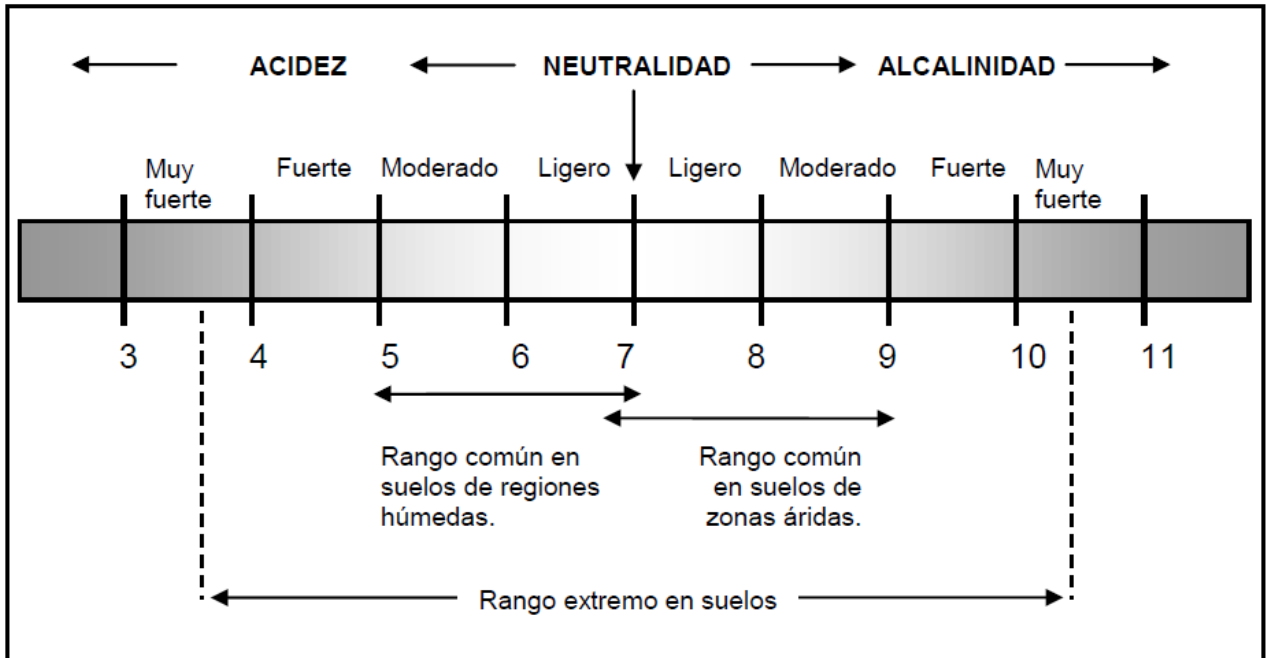 ACIDEZ NEUTRALIDAD ALCALINIDAD
Muy fuerte Fuerte Moderado Ligero Ligero Moderado Fuerte Muy fuerte
3 4 5 6 7 8 9 10 11
Rango común en
suelos de regiones
húmedas.
Rango común
en suelos de
zonas áridas.
Rango extremo en suelos